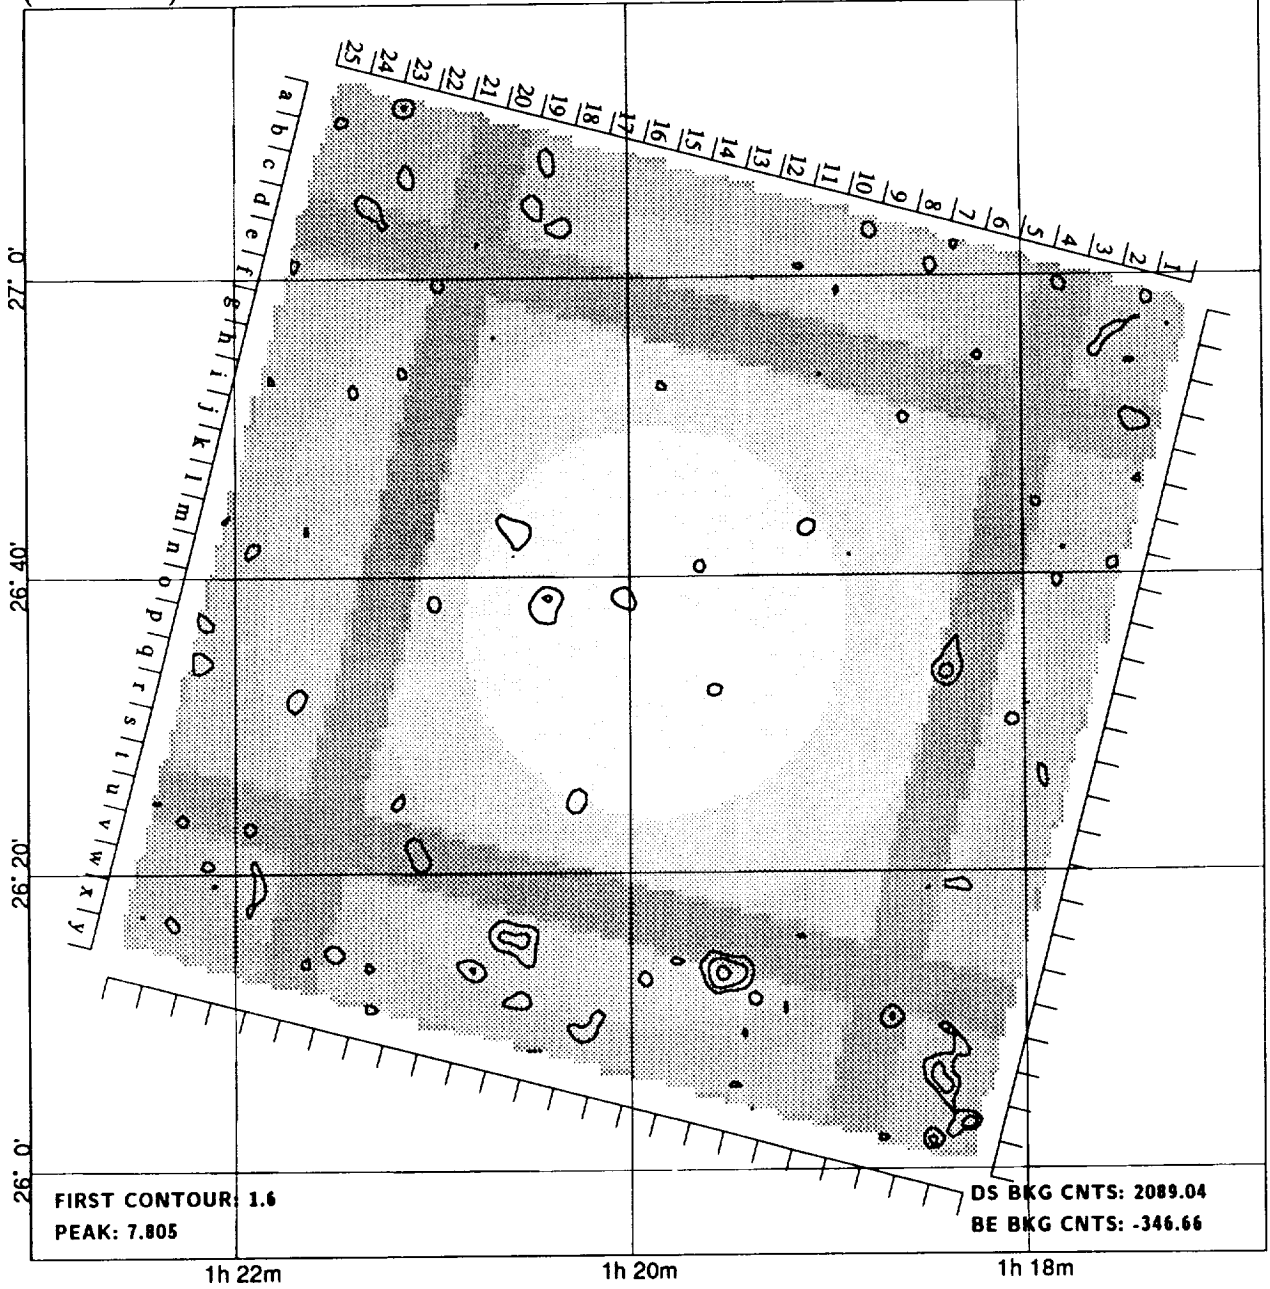 25 24 23 22 21 20 19 18 17 16 15 14 13 12 11 10 9 8 7 6 5 4 3 2 1
a b c d e f g h i j k l m n o p q r s t u v w x y
27° 0'
26° 40'
26° 20'
26° 0'
FIRST CONTOUR: 1.6
PEAK: 7.805
DS BKG CNTS: 2089.04
BE BKG CNTS: -346.66
1h 22m 1h 20m 1h 18m